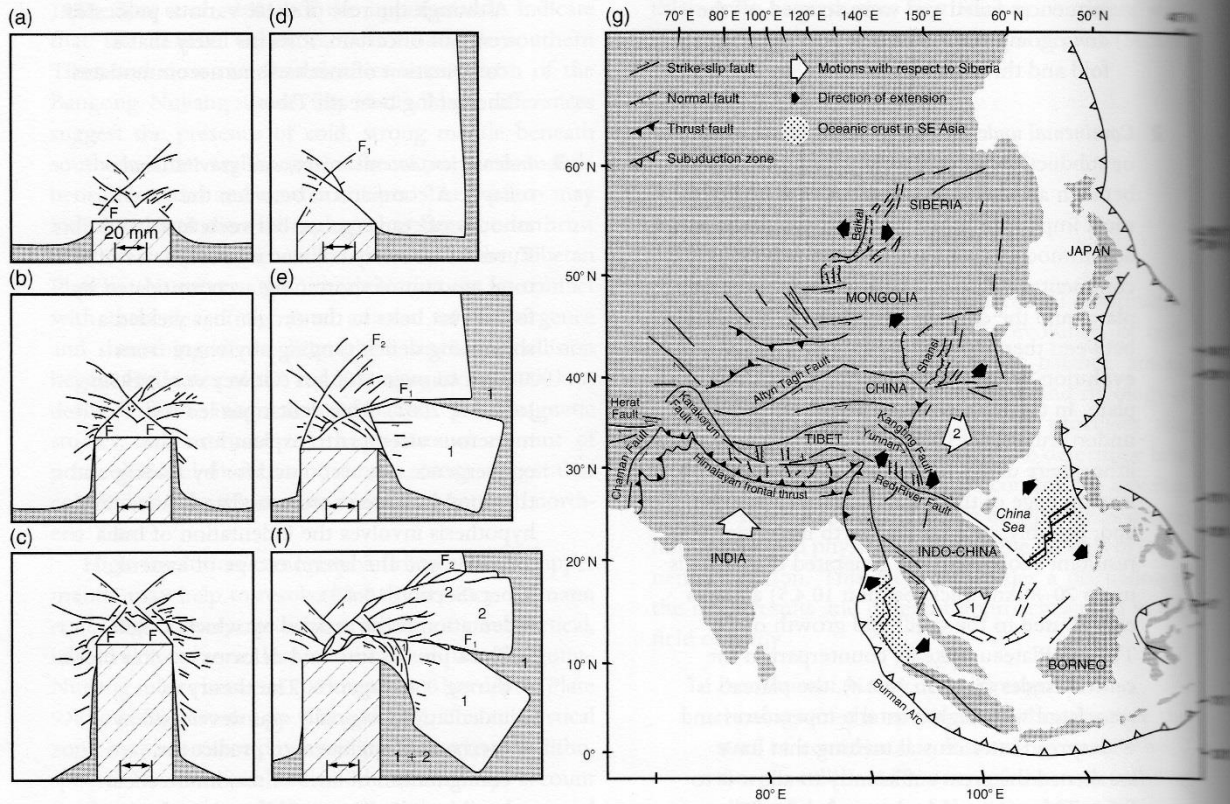 (a)
F
F
20 mm
(b)
F
F
(c)
F
F
(d)
F1
(e)
F2
F1
1
1
(f)
F2
2
2
F1
1
1
1 + 2
(g)
70° E 80° E 100° E 120° E 140° E 150° E 60° N 50° N
Strike-slip fault
Normal fault
Thrust fault
Suboduction zone
Motions with respect to Siberia
Direction of extension
Oceanic crust in SE Asia
60° N
50° N
40° N
30° N
20° N
10° N
0°
SIBERIA
Baikal
JAPAN
MONGOLIA
Shansi
Altyn Tagh Fault
CHINA
Herat
Fault
Karakorum
Fault
Chaman Fault
TIBET
Kangting Fault
Yunnan
2
Himalayan frontal thrust
Red River Fault
China
Sea
INDIA
INDO-CHINA
1
BORNEO
Burman Arc
80° E
100° E